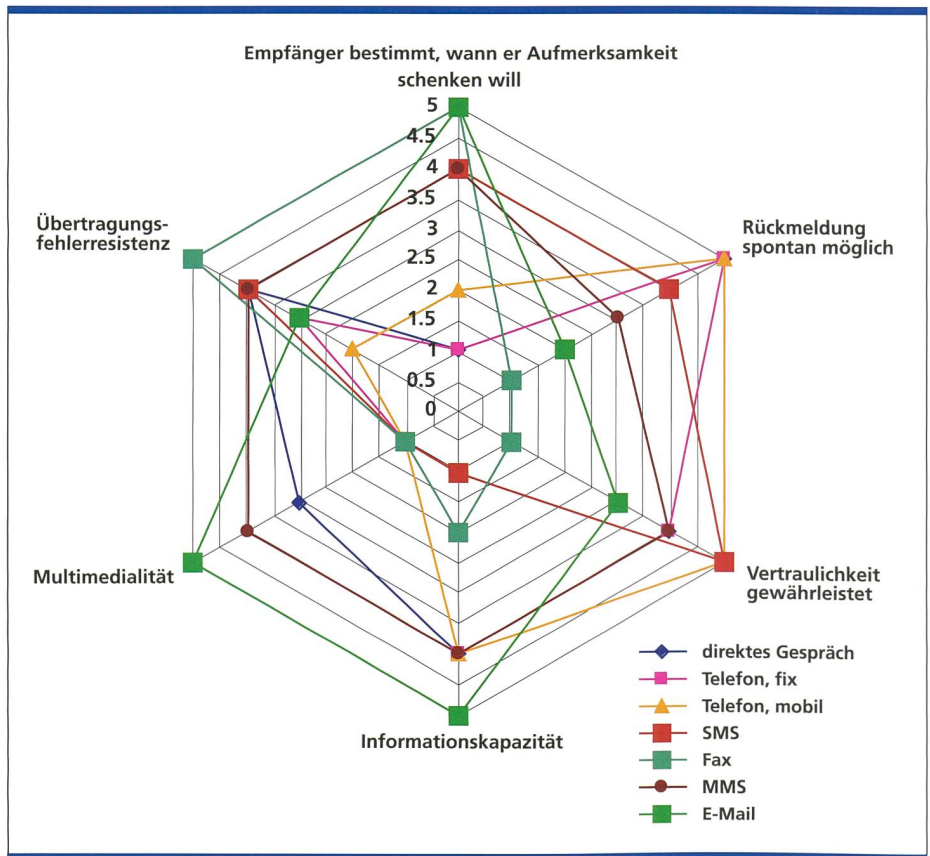 Empfänger bestimmt, wann er Aufmerksamkeit
schenken will
5
4.5
4
3.5
3
2.5
2
1.5
1
0.5
0
Übertragungs-
fehlerresistenz
Rückmeldung
spontan möglich
Multimedialität
Vertraulichkeit
gewährleistet
Informationskapazität
direktes Gespräch
Telefon, fix
Telefon, mobil
SMS
Fax
MMS
E-Mail